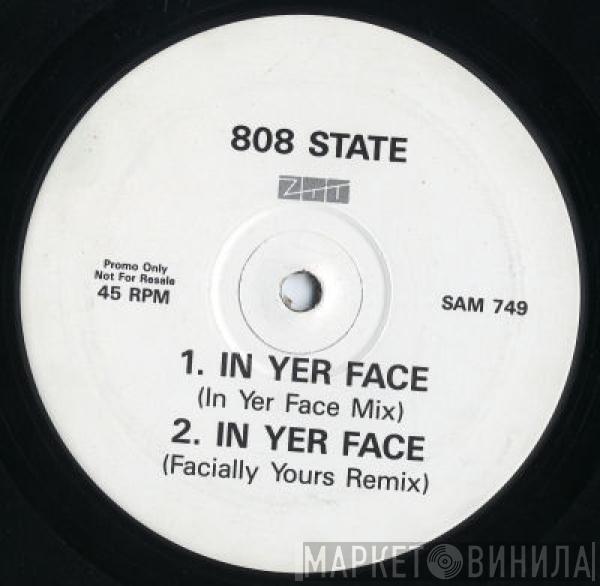 808 STATE
ZTT
Promo Only
Not For Resale
45 RPM
SAM 749
1. IN YER FACE
(In Yer Face Mix)
2. IN YER FACE
(Facially Yours Remix)
МАРКЕТ ВИНИЛА